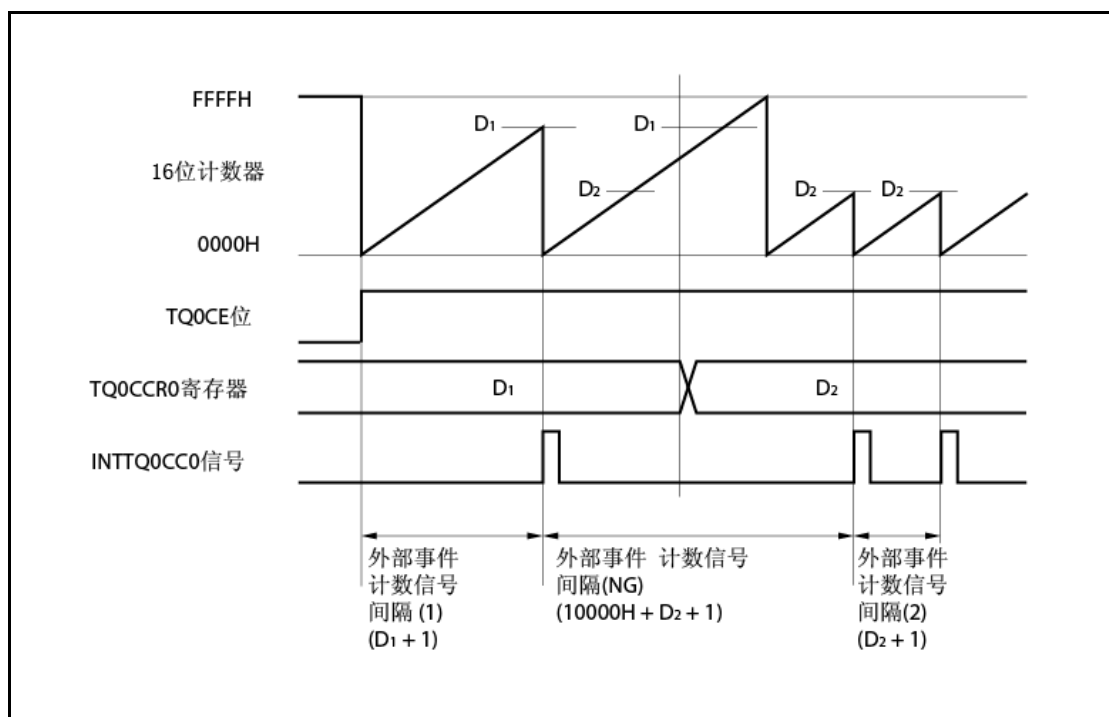 FFFFH
D1
D1
16位计数器
D2
D2
D2
0000H
TQ0CE位
TQ0CCR0寄存器
D1
D2
INTTQ0CC0信号
外部事件
计数信号
间隔 (1)
(D1 + 1)
外部事件 计数信号
间隔(NG)
(10000H + D2 + 1)
外部事件
计数信号
间隔(2)
(D2 + 1)